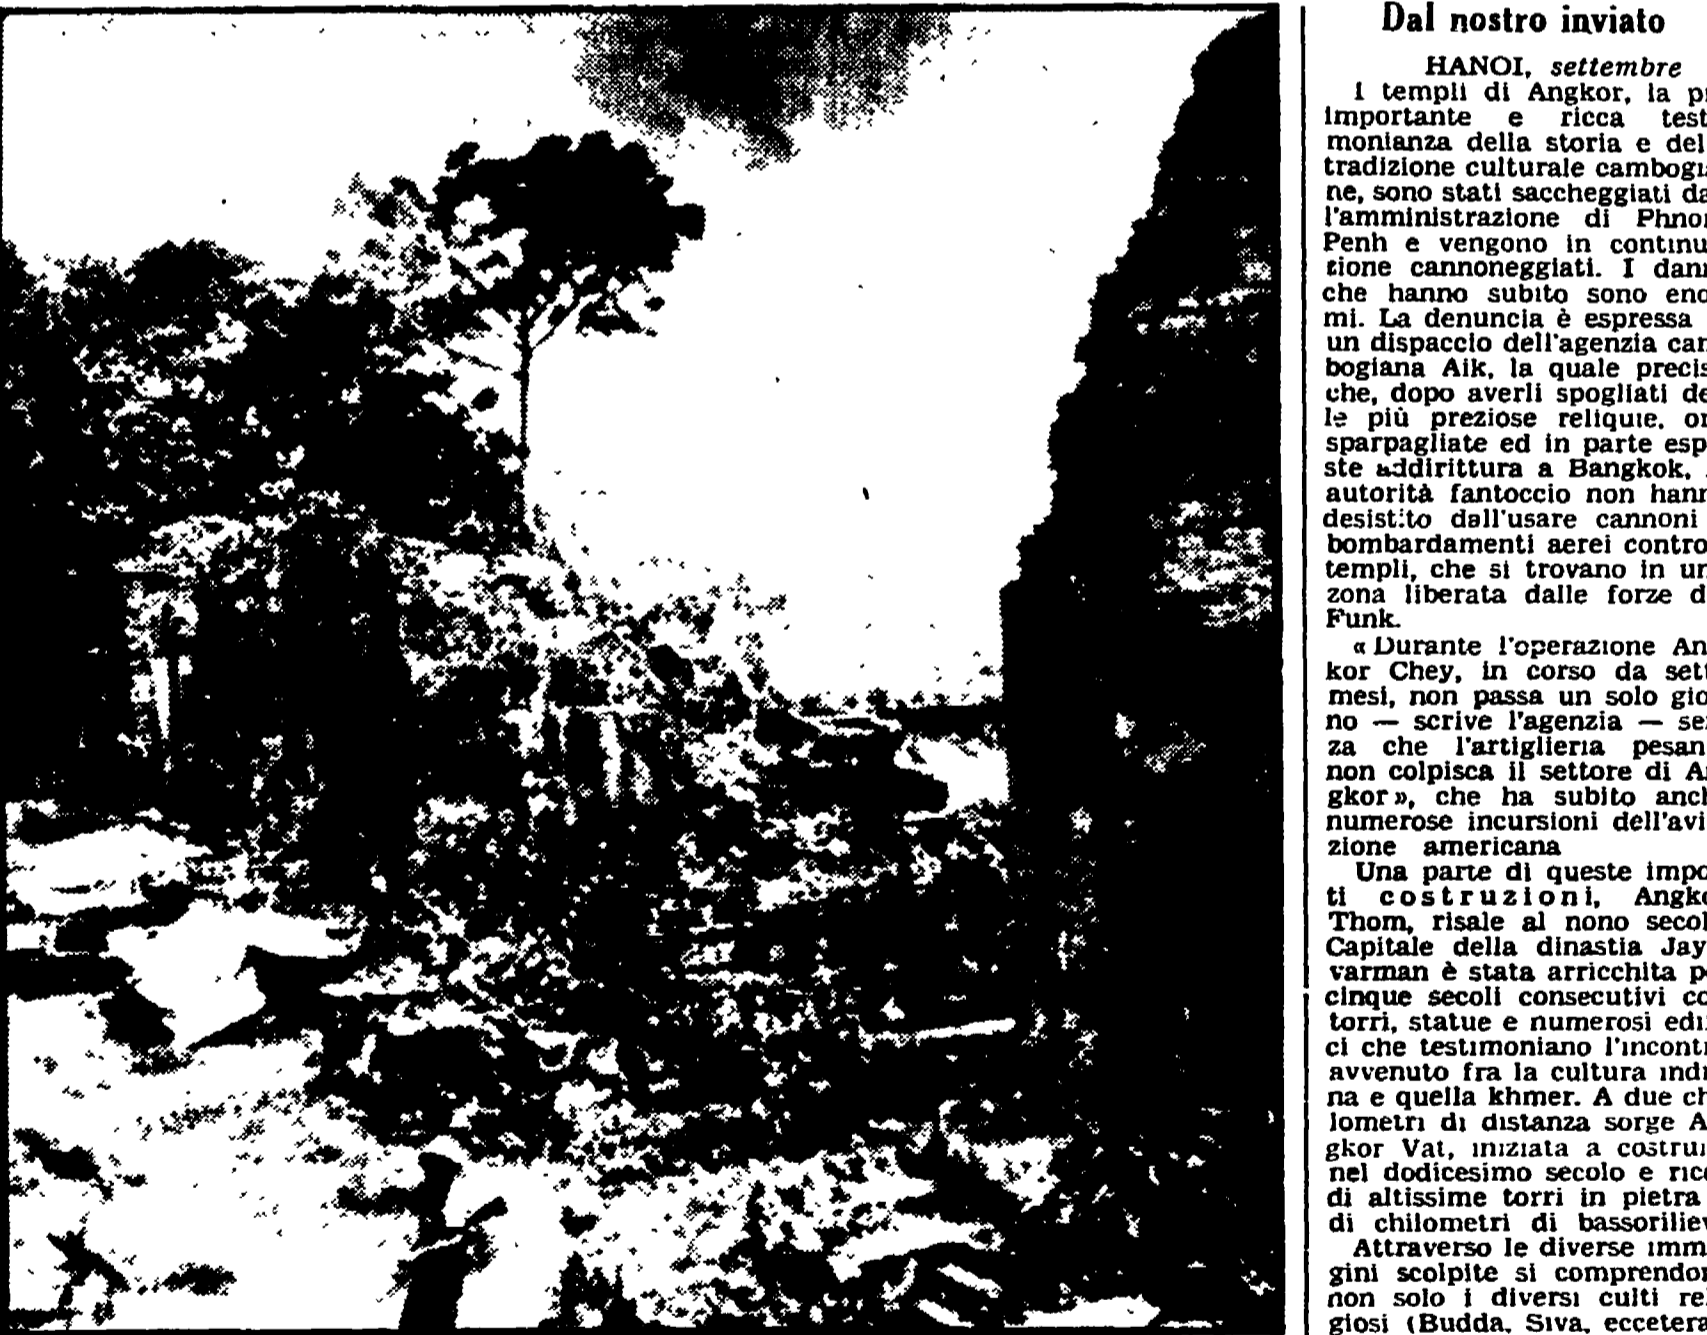 Dal nostro inviato
HANOI, settembre
I templi di Angkor, la
importante e ricca test
monianza della storia e del
tradizione culturale cambogia
ne, sono stati saccheggiati da
l'amministrazione di Phno
Penh e vengono in continu
zione cannoneggiati. I dan
che hanno subito sono eno
mi. La denuncia è espressa
un dispaccio dell'agenzia ca
bogiana Aik, la quale precis
che, dopo averli spogliati de
le più preziose reliquie, or
sparpagliate ed in parte esp
ste addirittura a Bangkok,
autorità fantoccio non hann
desistito dall'usare cannoni
bombardamenti aerei contro
templi, che si trovano in un
zona liberata dalle forze d
Funk.
« Durante l'operazione An
kor Chey, in corso da sett
mesi, non passa un solo gio
no — scrive l'agenzia — se
za che l'artiglieria pesan
non colpisca il settore di A
gkor », che ha subito anch
numerose incursioni dell'avi
zione americana
Una parte di queste impo
ti costruzioni, Angko
Thom, risale al nono secol
Capitale della dinastia Jay
varman è stata arricchita pe
cinque secoli consecutivi co
torri, statue e numerosi edi
ci che testimoniano l'incontr
avvenuto fra la cultura indi
na e quella khmer. A due ch
lometri di distanza sorge A
gkor Vat, iniziata a costrui
nel dodicesimo secolo e ricc
di altissime torri in pietra
di chilometri di bassoriliev
Attraverso le diverse imm
gini scolpite si comprendon
non solo i diversi culti re
giosi (Budda, Siva, eccetera